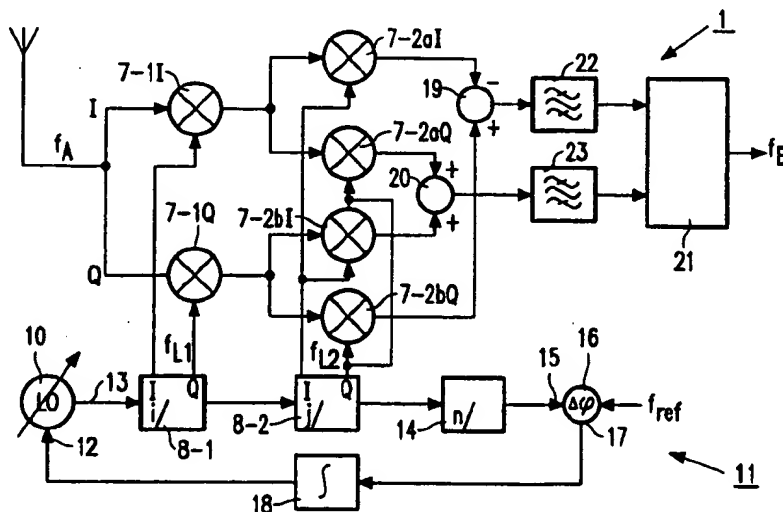 7-2aI
1
7-1I
22
−
19
+
I
f_A
7-2aQ
23
f_E
+
20
+
7-1Q
7-2bI
21
Q
7-2bQ
f_L1
f_L2
10
13
I Q
I Q
16
15
LO
i/
j/
n/
Δφ
f_ref
12
8-1
8-2
14
17
18
∫
11